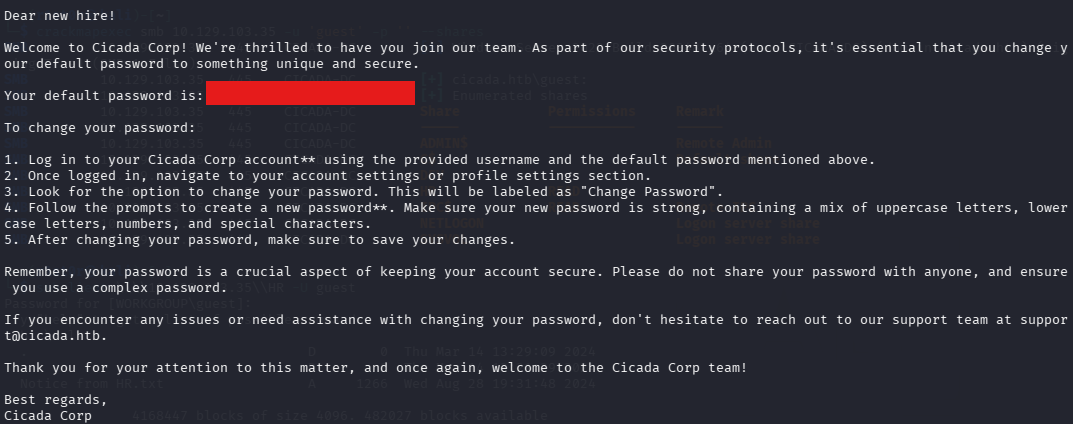 Dear new hire!
Welcome to Cicada Corp! We're thrilled to have you join our team. As part of our security protocols, it's essential that you change y
our default password to something unique and secure.
Your default password is:
To change your password:
1. Log in to your Cicada Corp account** using the provided username and the default password mentioned above.
2. Once logged in, navigate to your account settings or profile settings section.
3. Look for the option to change your password. This will be labeled as "Change Password".
4. Follow the prompts to create a new password**. Make sure your new password is strong, containing a mix of uppercase letters, lower
case letters, numbers, and special characters.
5. After changing your password, make sure to save your changes.
Remember, your password is a crucial aspect of keeping your account secure. Please do not share your password with anyone, and ensure
 you use a complex password.
If you encounter any issues or need assistance with changing your password, don't hesitate to reach out to our support team at suppor
t@cicada.htb.
Thank you for your attention to this matter, and once again, welcome to the Cicada Corp team!
Best regards,
Cicada Corp